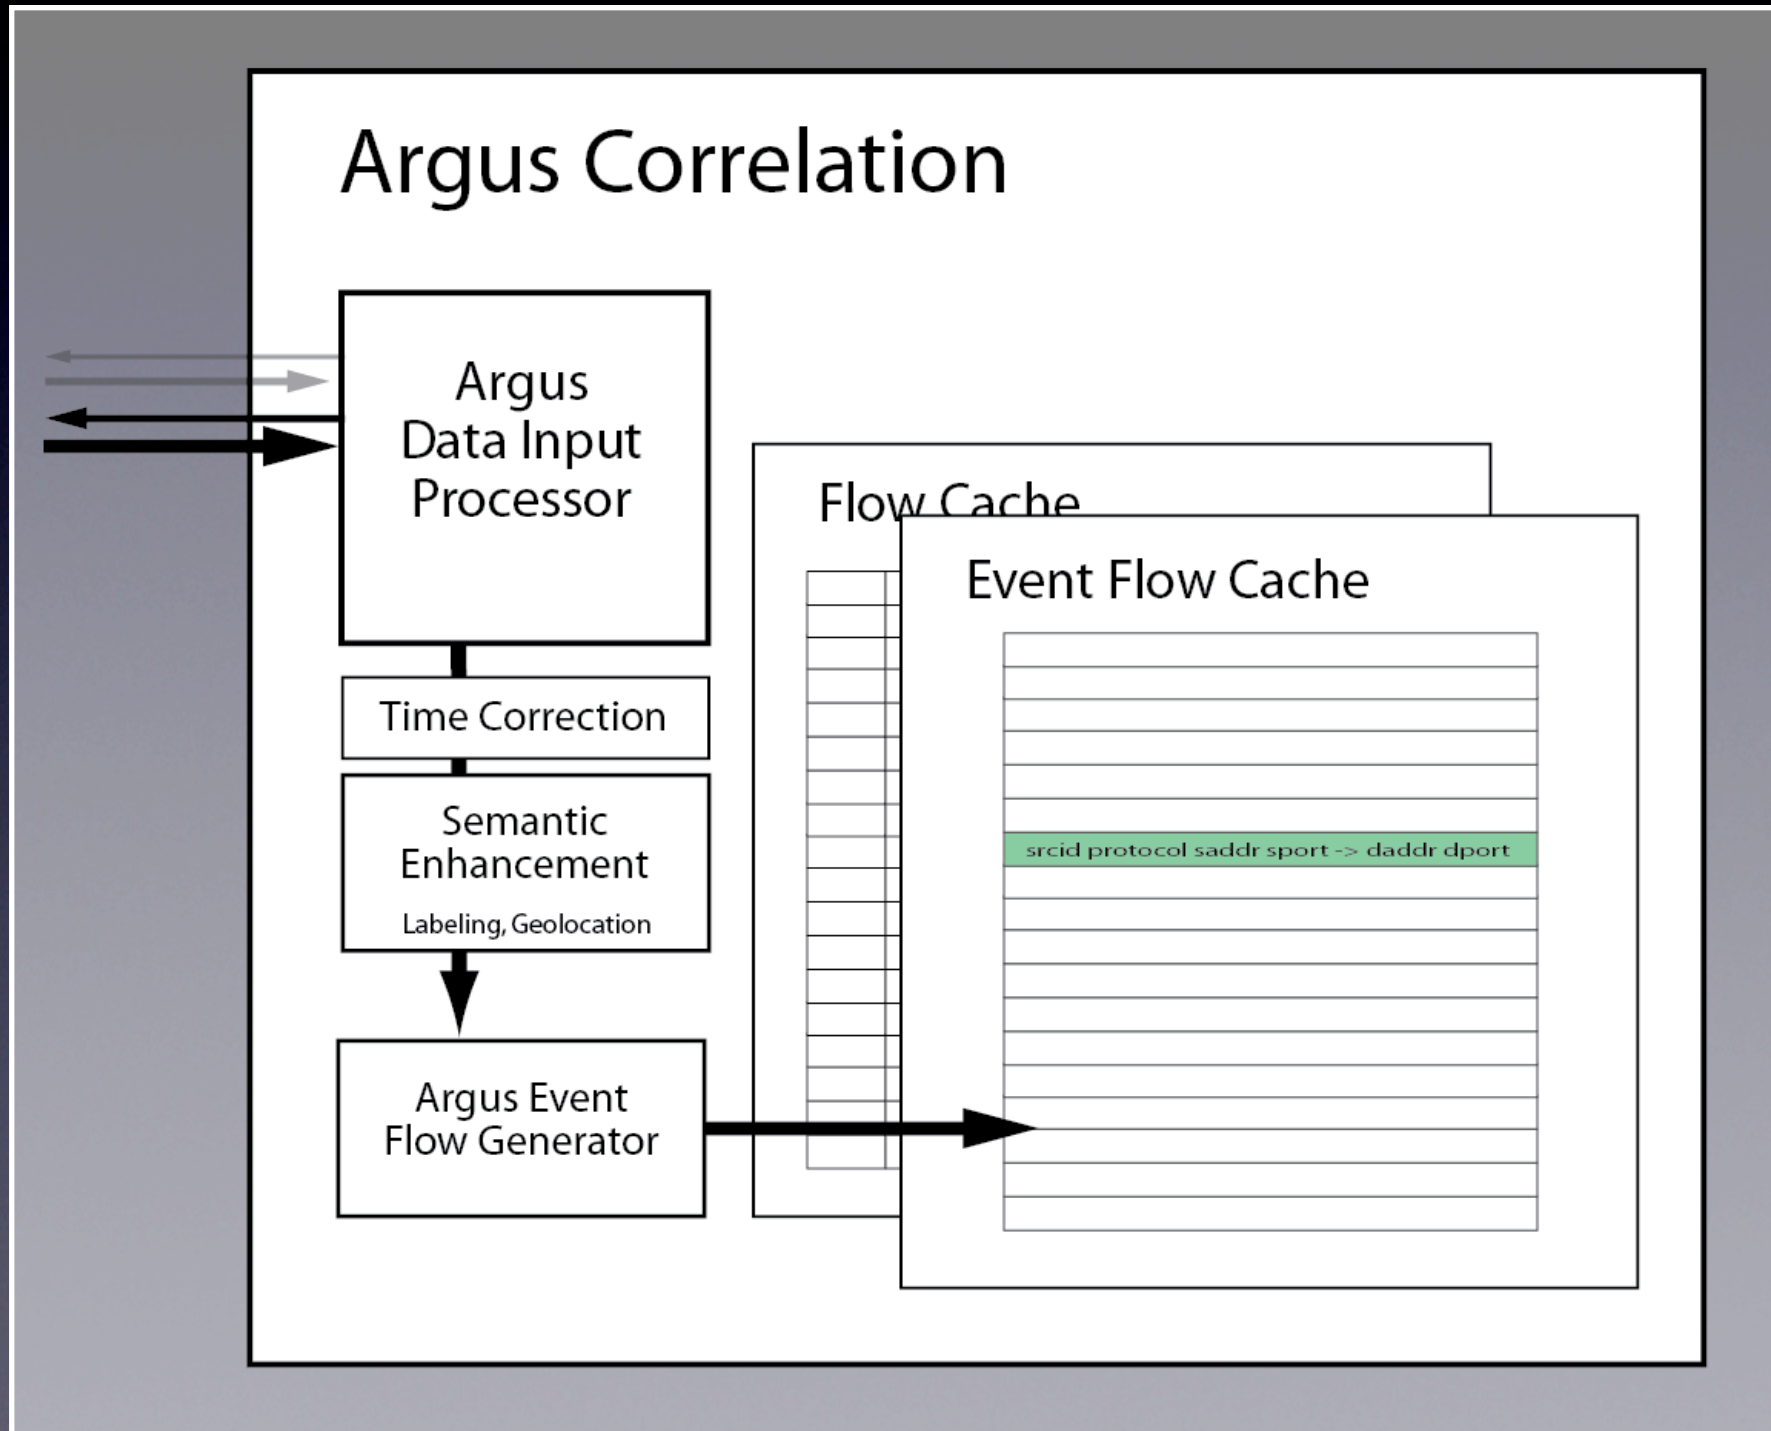 Argus Correlation
Argus
Data Input
Processor
Time Correction
Semantic
Enhancement
Labeling, Geolocation
Argus Event
Flow Generator
Flow Cache
Event Flow Cache
srcid protocol saddr sport -> daddr dport